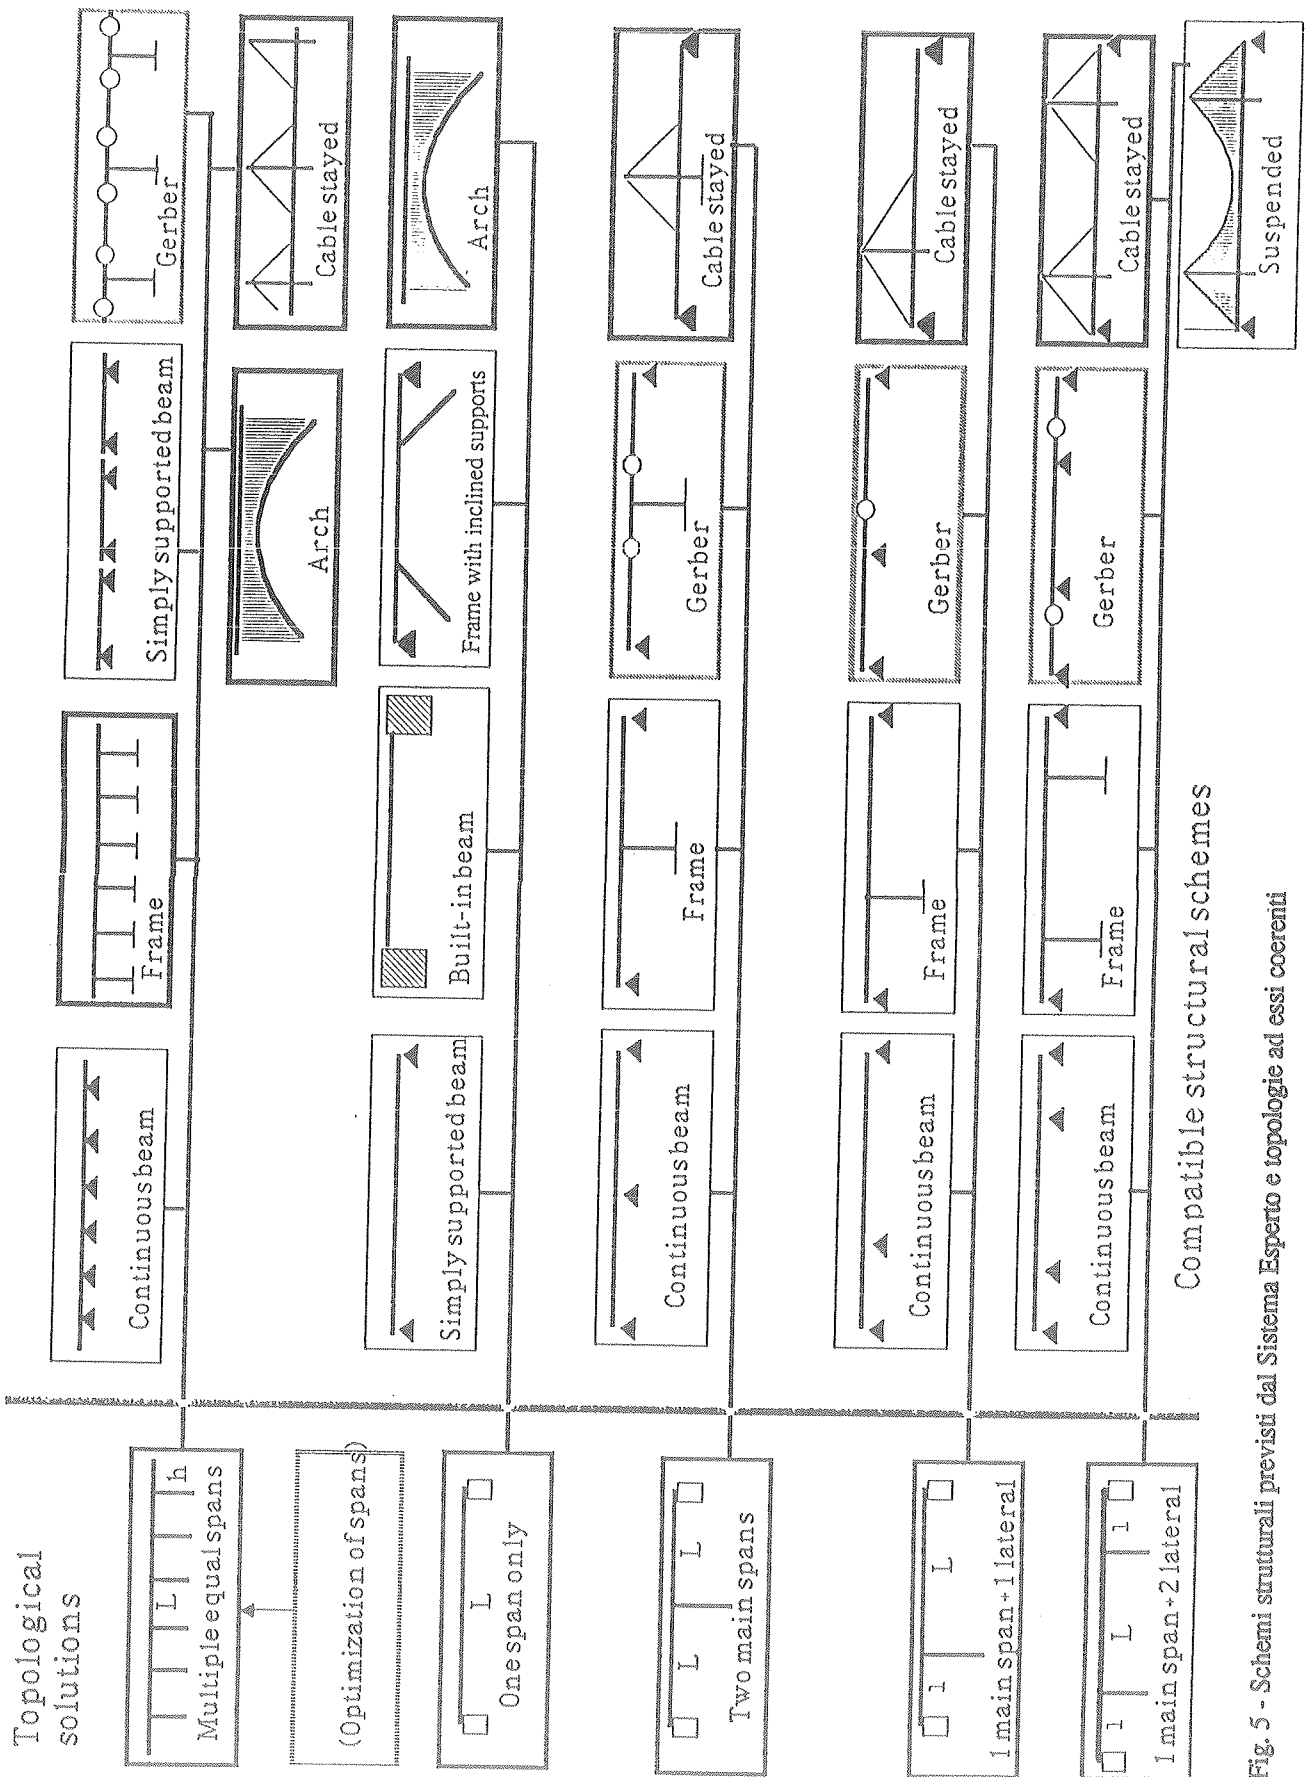 Topological
solutions
L
h
Multiple equal spans
Continuous beam
Frame
Simply supported beam
Gerber
Arch
Cable stayed
(Optimization of spans)
L
One span only
Simply supported beam
Built-in beam
Frame with inclined supports
Arch
L
L
Two main spans
Continuous beam
Frame
Gerber
Cable stayed
l
L
1 main span + 1 lateral
Continuous beam
Frame
Gerber
Cable stayed
l
L
l
1 main span + 2 lateral
Continuous beam
Frame
Gerber
Cable stayed
Suspended
Compatible structural schemes
Fig. 5 - Schemi strutturali previsti dal Sistema Esperto e topologie ad essi coerenti